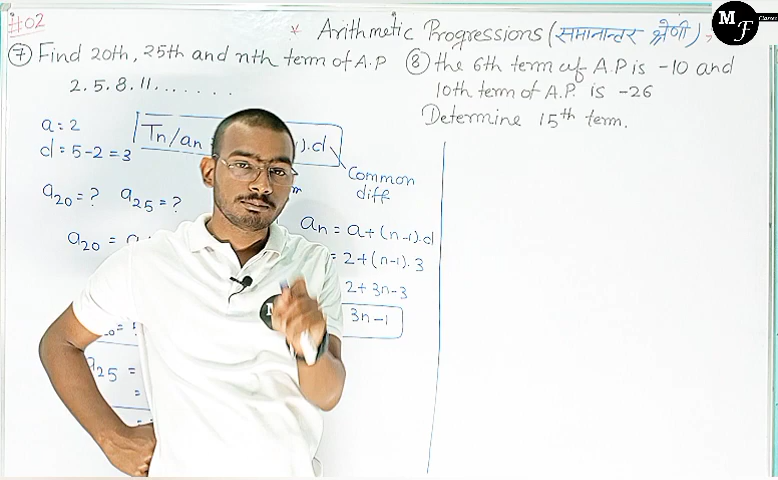 #02
* Arithmetic Progressions (समानान्तर श्रेणी)
M F Classes
⑦ Find 20th, 25th and nth term of A.P
2.5.8.11.......
a = 2
d = 5-2 = 3
Tn/an ).d
Common
diff
a20 = ? a25 = ?
a20 =
an = a+(n-1).d
= 2+(n-1).3
2+3n-3
3n-1
a25 =
=
⑧ the 6th term of A.P is -10 and
10th term of A.P. is -26
Determine 15th term.